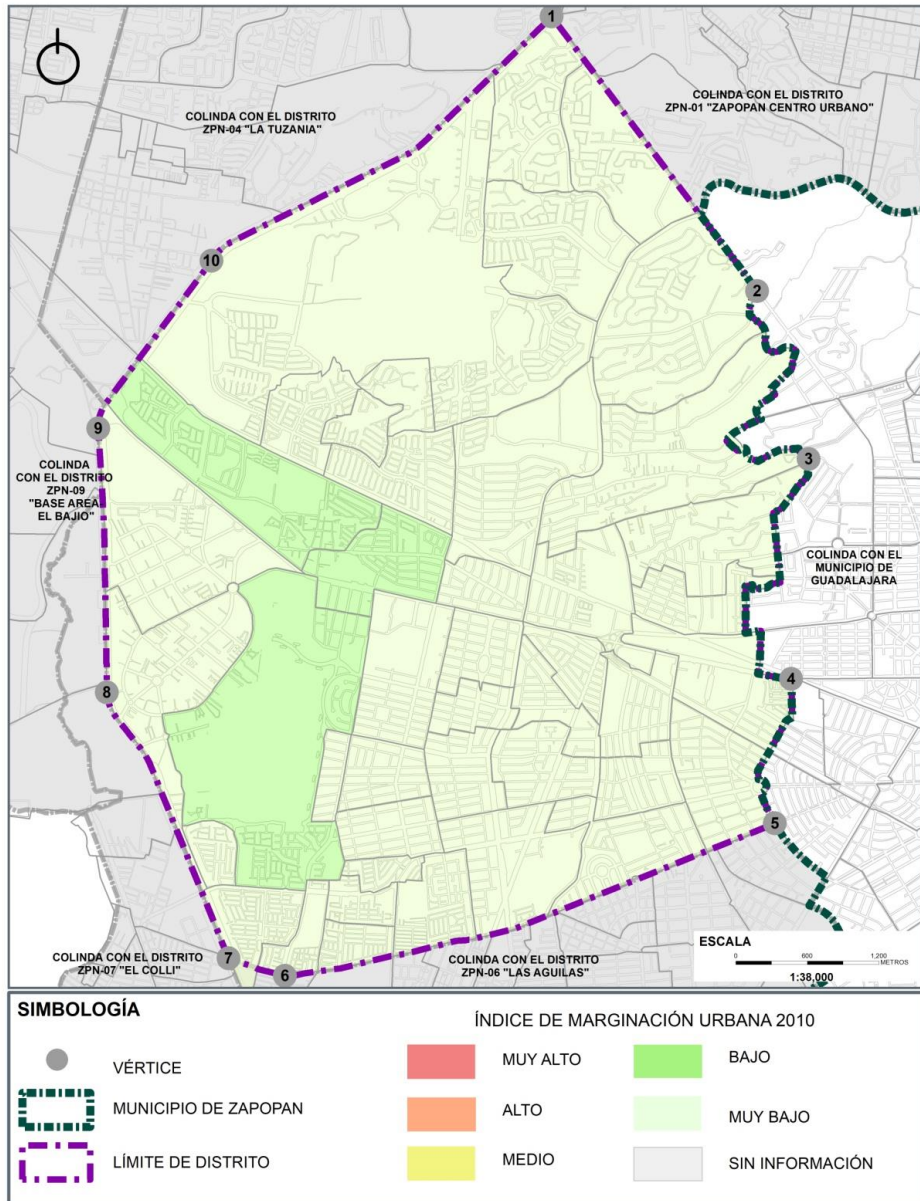 1
COLINDA CON EL DISTRITO
ZPN-01 "ZAPOPAN CENTRO URBANO"
COLINDA CON EL DISTRITO
ZPN-04 "LA TUZANIA"
10
2
9
3
COLINDA
CON EL DISTRITO
ZPN-09
"BASE AREA
EL BAJIO"
COLINDA CON EL
MUNICIPIO DE
GUADALAJARA
4
8
5
7
6
COLINDA CON EL DISTRITO
ZPN-07 "EL COLLI"
COLINDA CON EL DISTRITO
ZPN-06 "LAS AGUILAS"
ESCALA
0 600 1,200
METROS
1:38,000
SIMBOLOGÍA
VÉRTICE
MUNICIPIO DE ZAPOPAN
LÍMITE DE DISTRITO
ÍNDICE DE MARGINACIÓN URBANA 2010
MUY ALTO
ALTO
MEDIO
BAJO
MUY BAJO
SIN INFORMACIÓN